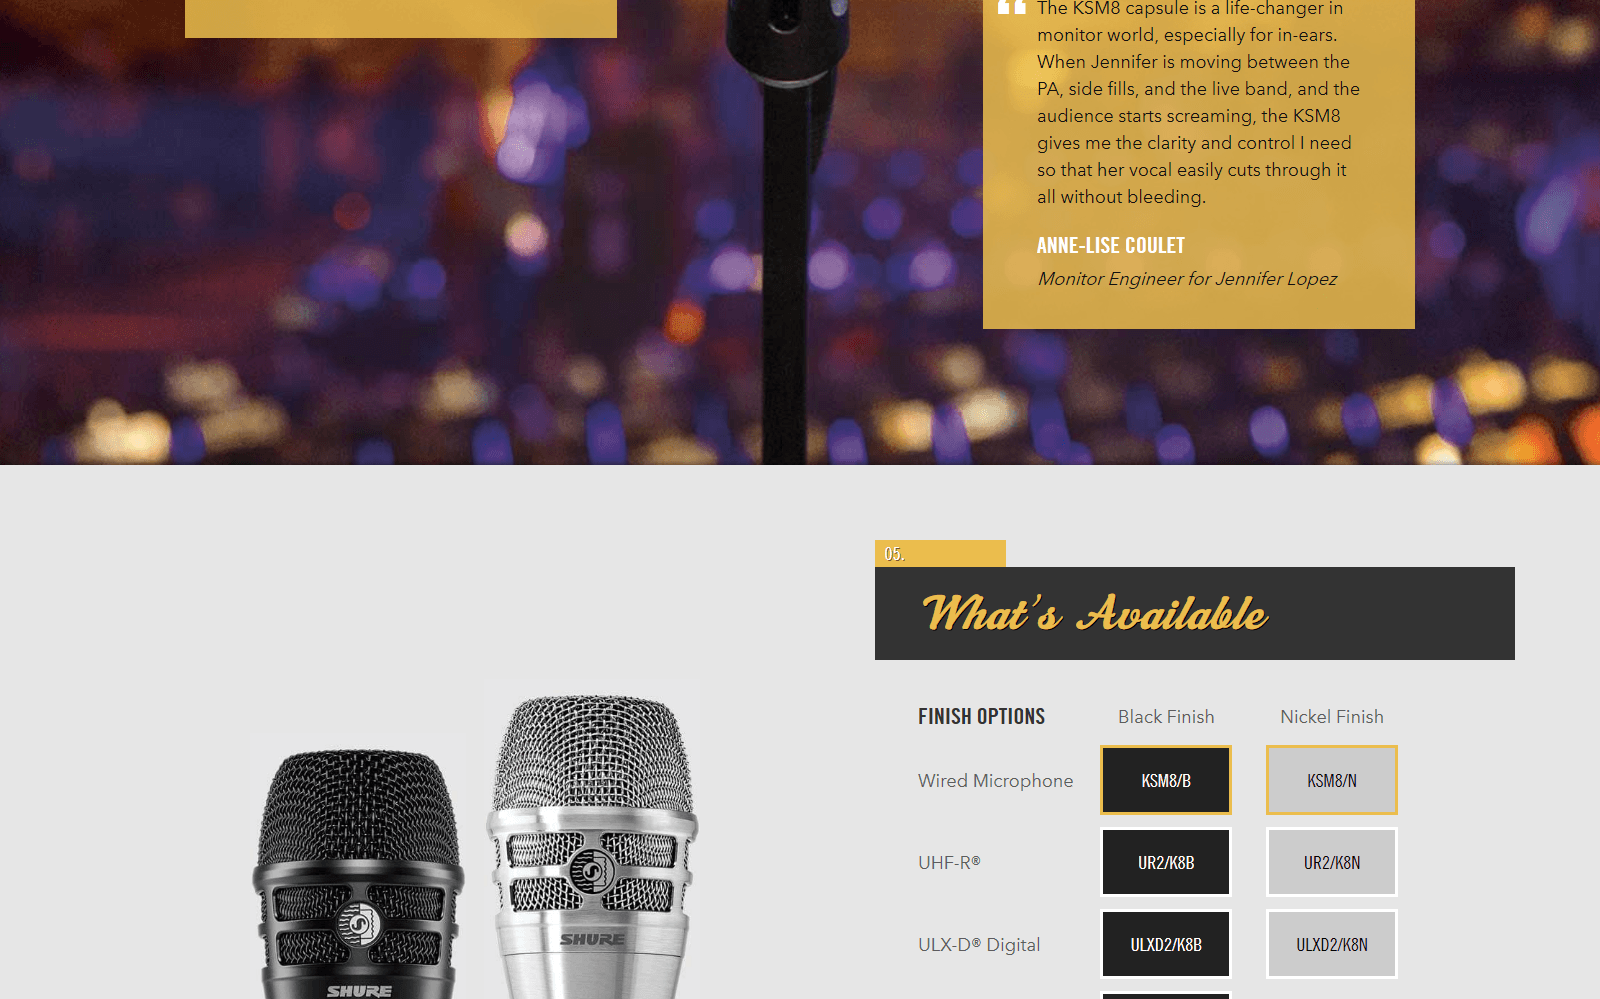 The KSM8 capsule is a life-changer in
monitor world, especially for in-ears.
When Jennifer is moving between the
PA, side fills, and the live band, and the
audience starts screaming, the KSM8
gives me the clarity and control I need
so that her vocal easily cuts through it
all without bleeding.
ANNE-LISE COULET
Monitor Engineer for Jennifer Lopez
05.
What's Available
FINISH OPTIONS Black Finish Nickel Finish
Wired Microphone KSM8/B KSM8/N
UHF-R® UR2/K8B UR2/K8N
ULX-D® Digital ULXD2/K8B ULXD2/K8N
SHURE
SHURE